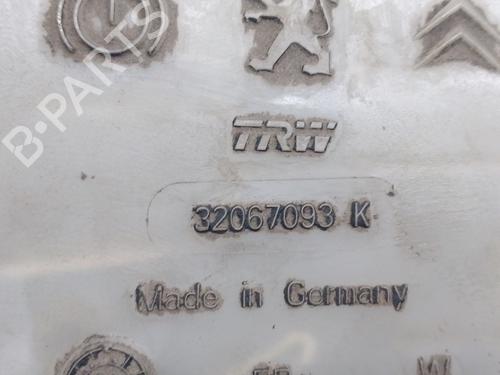 B-PARTS
TRW
32067093 K
Made in Germany
W